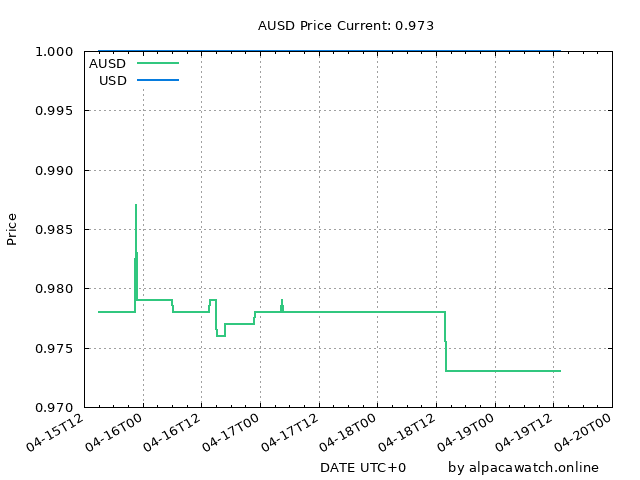 AUSD Price Current: 0.973
1.000
0.995
0.990
0.985
0.980
0.975
0.970
Price
AUSD
USD
04-15T12
04-16T00
04-16T12
04-17T00
04-17T12
04-18T00
04-18T12
04-19T00
04-19T12
04-20T00
DATE UTC+0
by alpacawatch.online